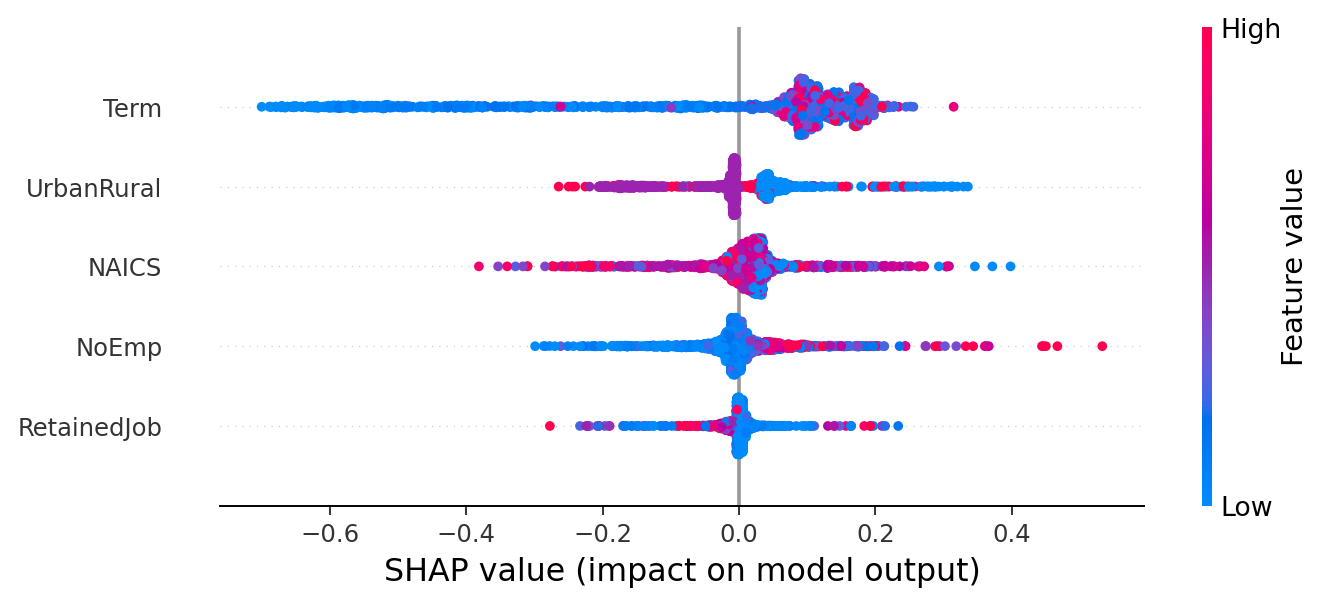 High
Term
UrbanRural
NAICS
NoEmp
RetainedJob
Feature value
Low
−0.6 −0.4 −0.2 0.0 0.2 0.4
SHAP value (impact on model output)